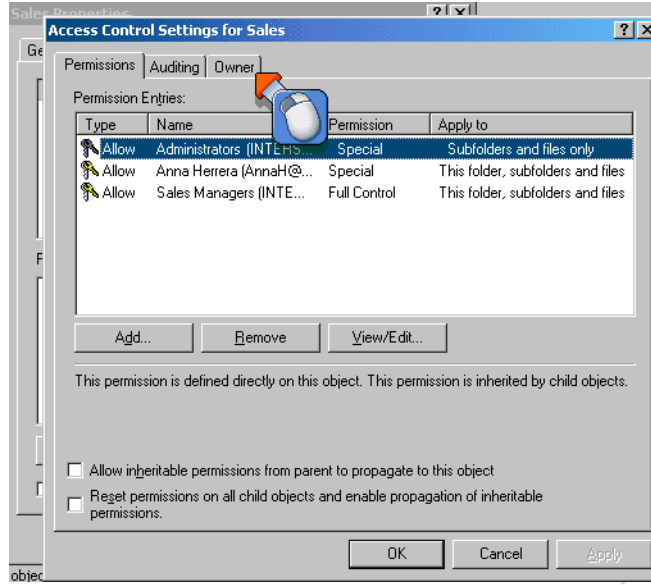 Sales Properties
Access Control Settings for Sales
Ge
Permissions Auditing Owner
Permission Entries:
Type Name Permission Apply to
Allow Administrators (INTERS... Special Subfolders and files only
Allow Anna Herrera (AnnaH@... Special This folder, subfolders and files
Allow Sales Managers (INTE... Full Control This folder, subfolders and files
Add... Remove View/Edit...
This permission is defined directly on this object. This permission is inherited by child objects.
Allow inheritable permissions from parent to propagate to this object
Reset permissions on all child objects and enable propagation of inheritable
permissions.
OK Cancel Apply
objec